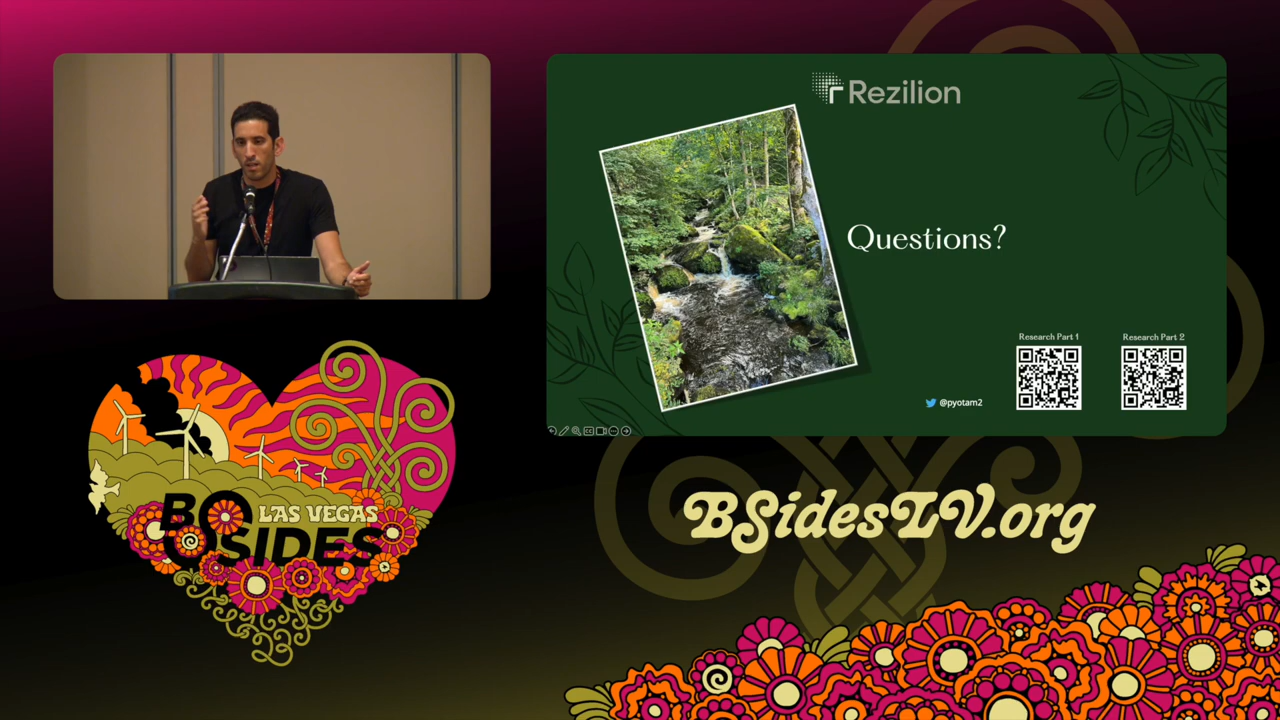 Rezilion
Questions?
Research Part 1
Research Part 2
@pyotam2
BSIDES
LAS VEGAS
BSidesLV.org